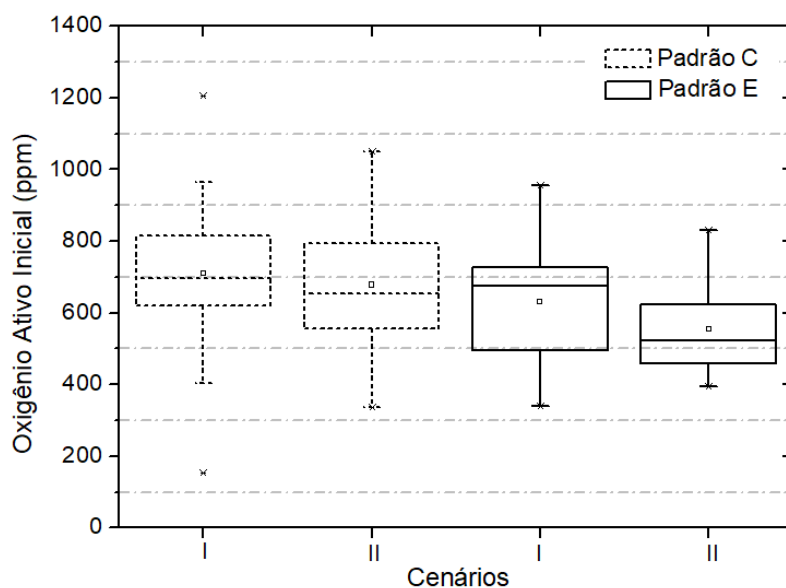 Oxigênio Ativo Inicial (ppm)
1400
1200
1000
800
600
400
200
0
Padrão C
Padrão E
I
II
I
II
Cenários